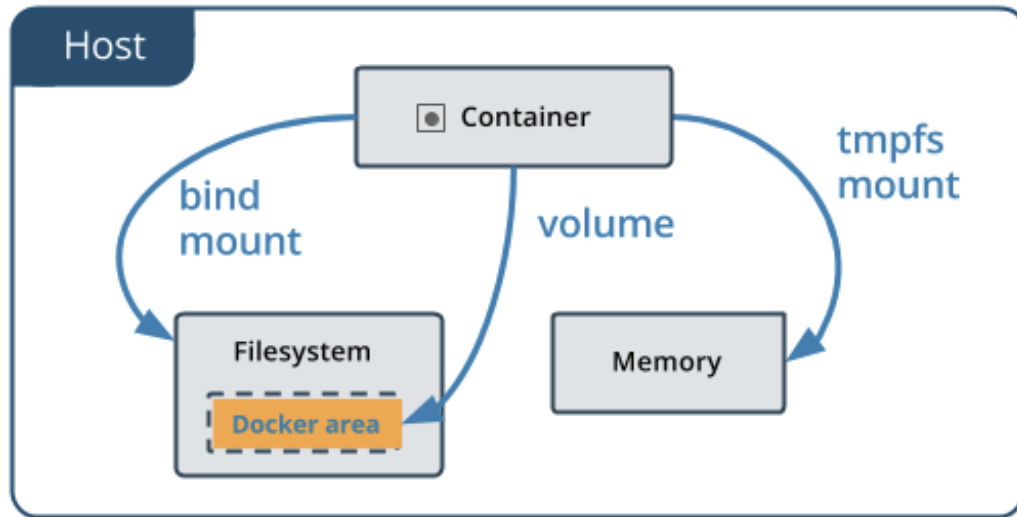 Host
Container
bind
mount
volume
tmpfs
mount
Filesystem
Docker area
Memory